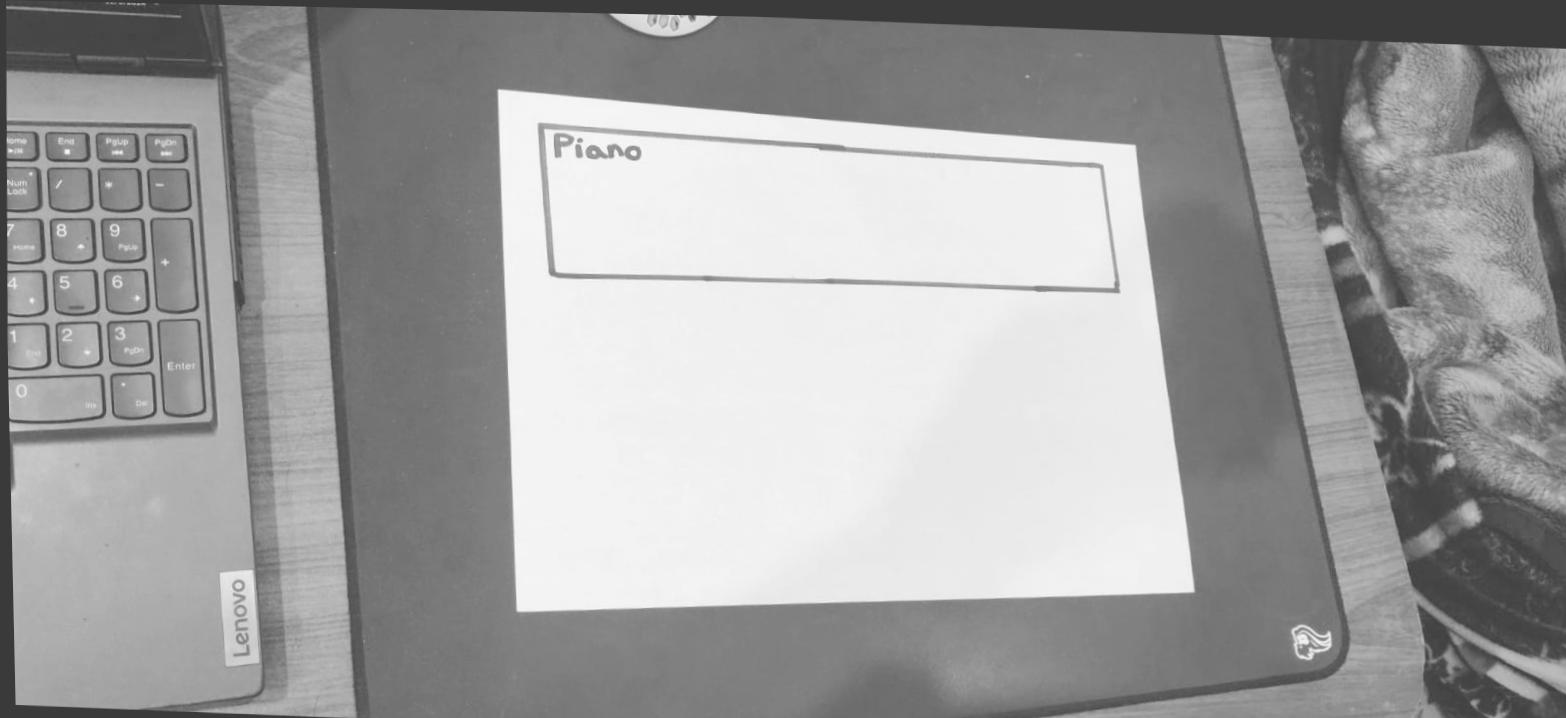 Piano
Home
End
PgUp
PgDn
Num Lock
/
*
-
7 Home
8
9 PgUp
+
4
5
6
1 End
2
3 PgDn
Enter
0 Ins
. Del
Lenovo